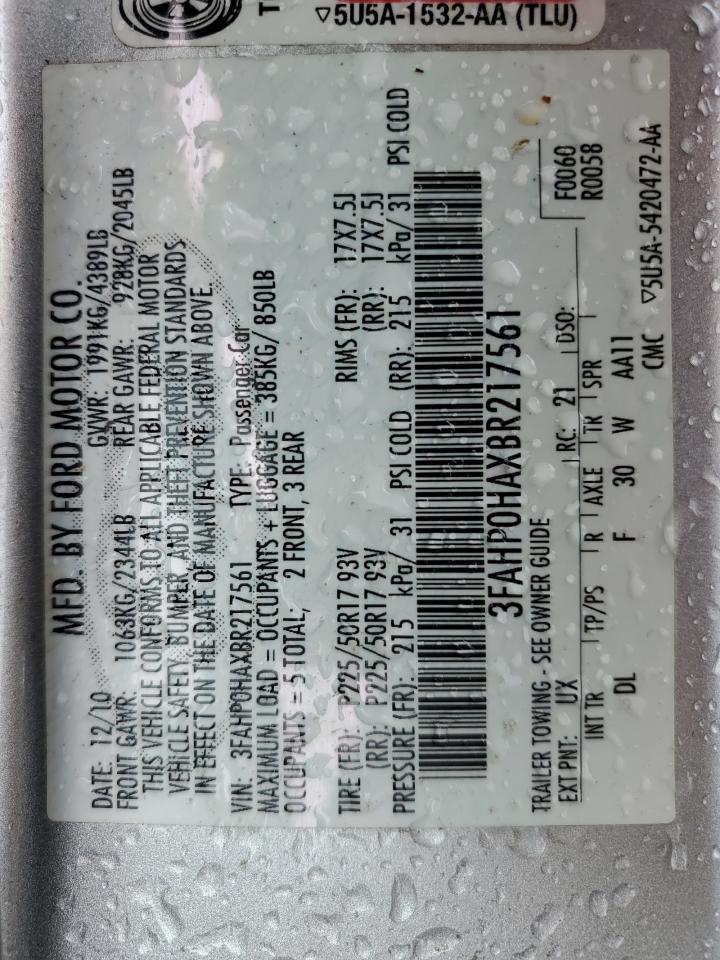 T
▽5U5A-1532-AA (TLU)
MFD. BY FORD MOTOR CO.
DATE: 12/10 GVWR: 1991KG/4389LB
FRONT GAWR: 1063KG/2344LB REAR GAWR: 928KG/2045LB
THIS VEHICLE CONFORMS TO ALL APPLICABLE FEDERAL MOTOR
VEHICLE SAFETY, BUMPER, AND THEFT PREVENTION STANDARDS
IN EFFECT ON THE DATE OF MANUFACTURE SHOWN ABOVE.
VIN: 3FAHP0HAXBR217561 TYPE: Passenger Car
MAXIMUM LOAD = OCCUPANTS + LUGGAGE = 385KG/ 850LB
OCCUPANTS = 5 TOTAL, 2 FRONT, 3 REAR
TIRE (FR): P225/50R17 93V RIMS (FR): 17X7.5J
(RR): P225/50R17 93V (RR): 17X7.5J
PRESSURE (FR): 215 kPa/ 31 PSI COLD (RR): 215 kPa/ 31 PSI COLD
3FAHP0HAXBR217561
TRAILER TOWING - SEE OWNER GUIDE F0060
EXT PNT: UX RC: 21 DSO: R0058
INT TR TP/PS R AXLE TR SPR
DL F 30 W AA11
CMC ▽5U5A-5420472-AA